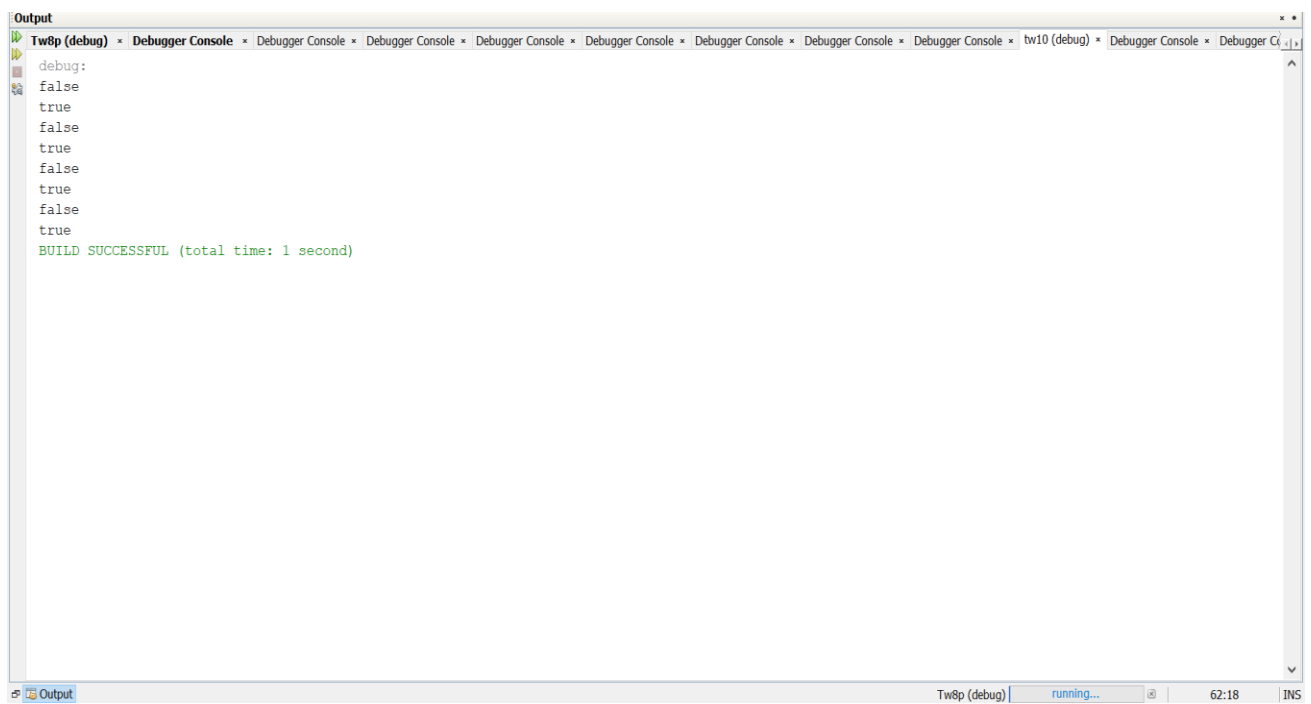 Output
Tw8p (debug) Debugger Console Debugger Console Debugger Console Debugger Console Debugger Console Debugger Console Debugger Console Debugger Console tw10 (debug) Debugger Console Debugger
debug:
false
true
false
true
false
true
false
true
BUILD SUCCESSFUL (total time: 1 second)
Output Tw8p (debug) running... 62:18 INS